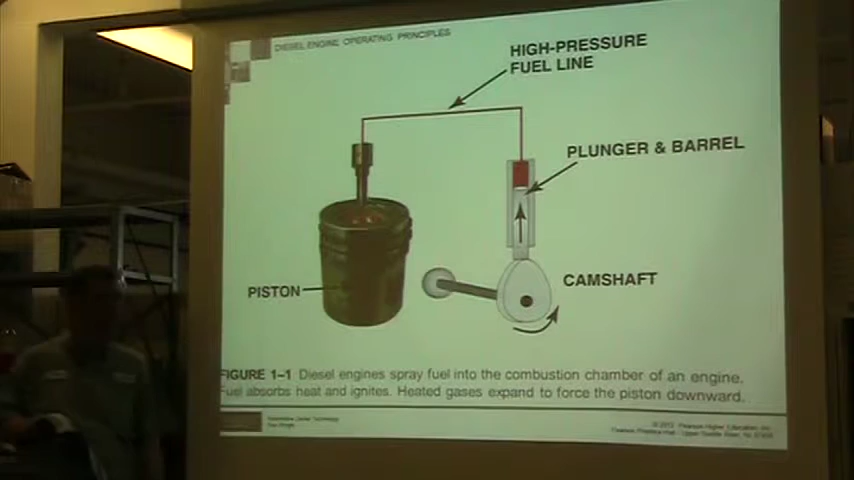 DIESEL ENGINE OPERATING PRINCIPLES
HIGH-PRESSURE
FUEL LINE
PLUNGER & BARREL
CAMSHAFT
PISTON
FIGURE 1–1 Diesel engines spray fuel into the combustion chamber of an engine.
Fuel absorbs heat and ignites. Heated gases expand to force the piston downward.